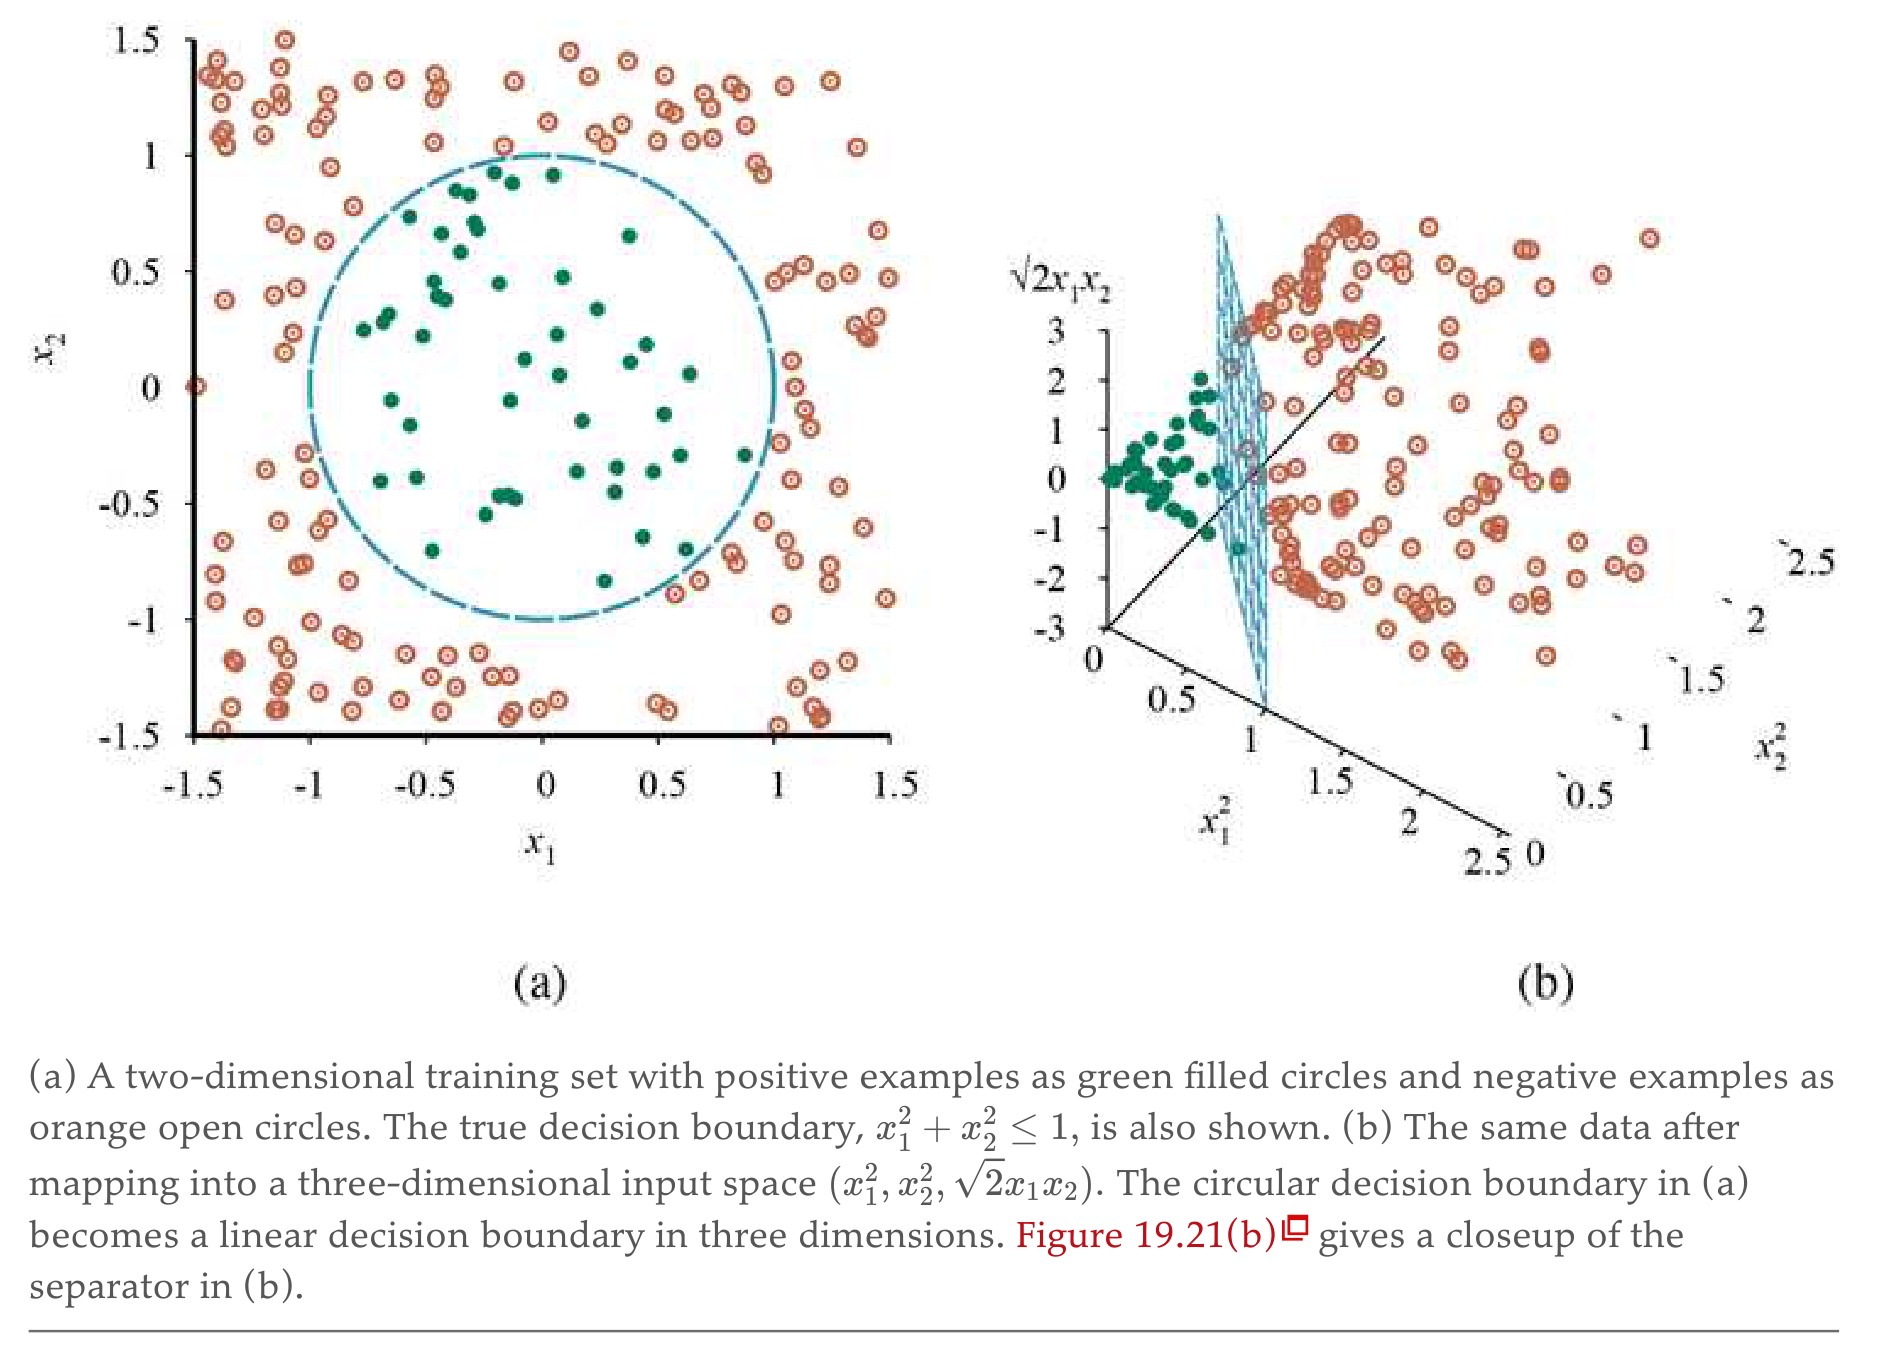 1.5
1
0.5
0
-0.5
-1
-1.5
x₂
-1.5 -1 -0.5 0 0.5 1 1.5
x₁
(a)
√2x₁x₂
3
2
1
0
-1
-2
-3
0
0.5
1
1.5
2
2.5
x₁²
0
0.5
1
1.5
2
2.5
x₂²
(b)
(a) A two-dimensional training set with positive examples as green filled circles and negative examples as
orange open circles. The true decision boundary, x₁² + x₂² ≤ 1, is also shown. (b) The same data after
mapping into a three-dimensional input space (x₁², x₂², √2x₁x₂). The circular decision boundary in (a)
becomes a linear decision boundary in three dimensions. Figure 19.21(b) gives a closeup of the
separator in (b).